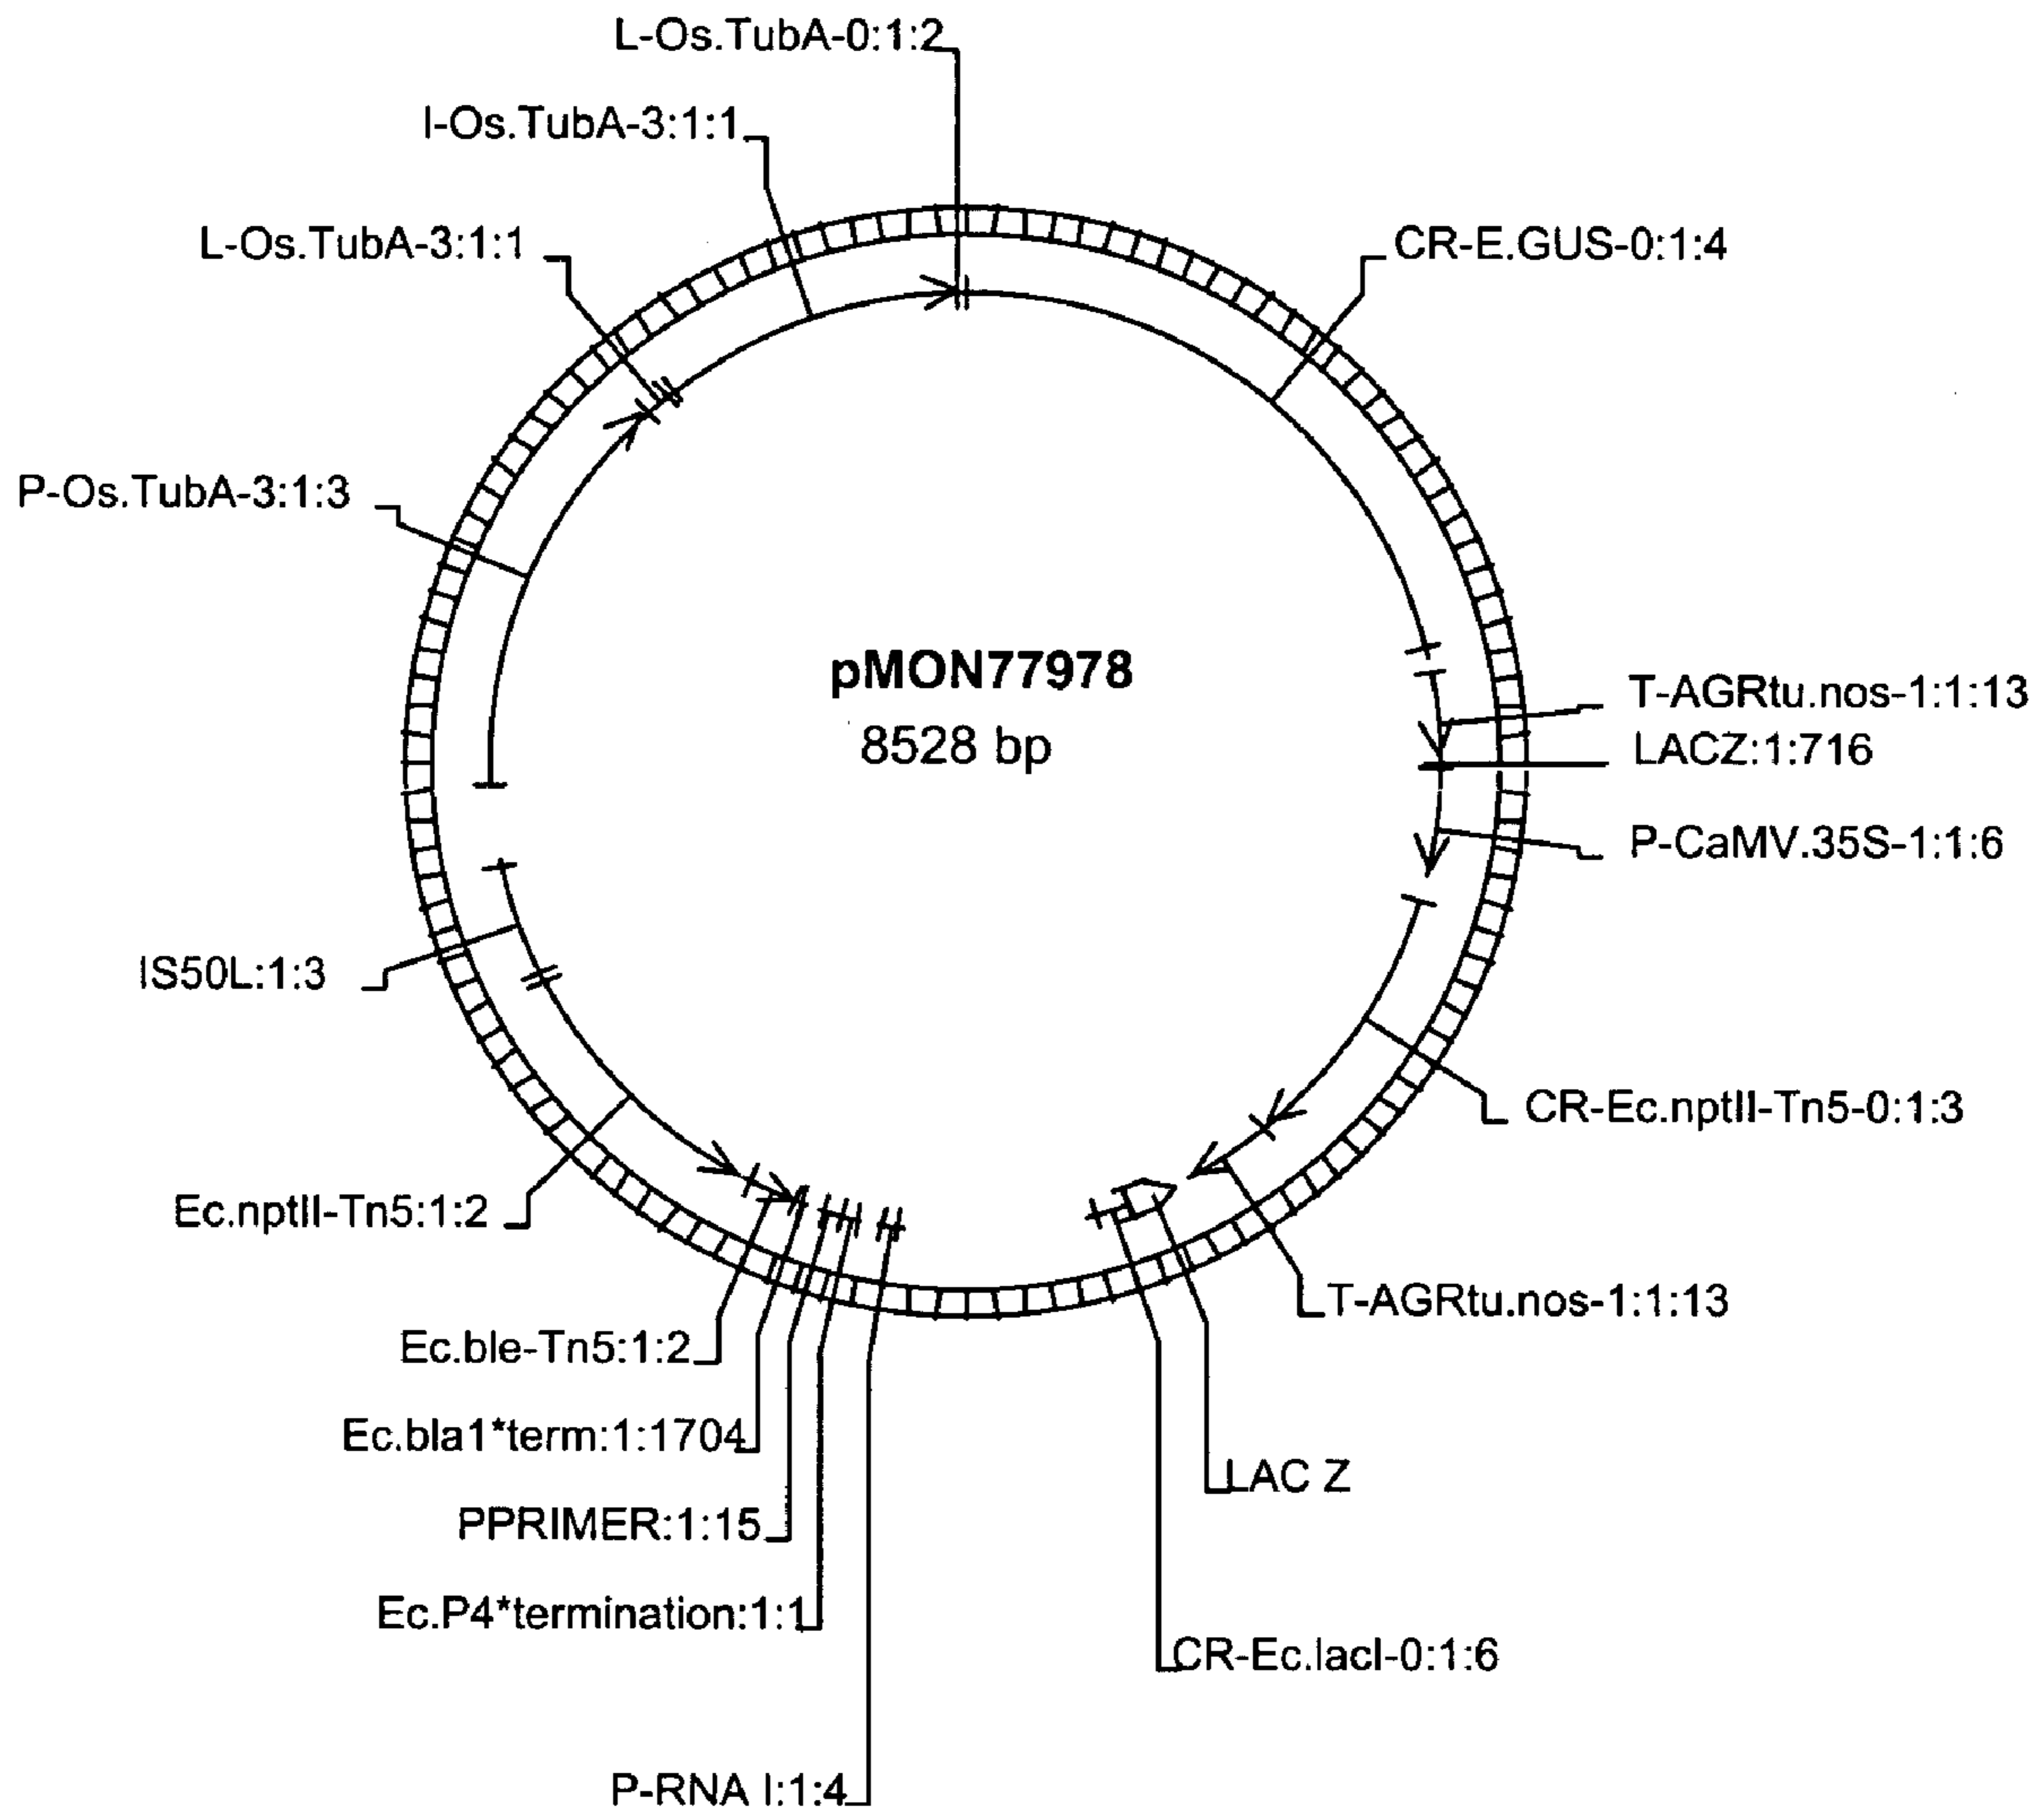 L-Os.TubA-0:1:2
I-Os.TubA-3:1:1
L-Os.TubA-3:1:1
CR-E.GUS-0:1:4
P-Os.TubA-3:1:3
pMON77978
8528 bp
T-AGRtu.nos-1:1:13
LACZ:1:716
P-CaMV.35S-1:1:6
IS50L:1:3
CR-Ec.nptII-Tn5-0:1:3
Ec.nptII-Tn5:1:2
T-AGRtu.nos-1:1:13
Ec.ble-Tn5:1:2
Ec.bla1*term:1:1704
LAC Z
PPRIMER:1:15
Ec.P4*termination:1:1
CR-Ec.lacI-0:1:6
P-RNA I:1:4